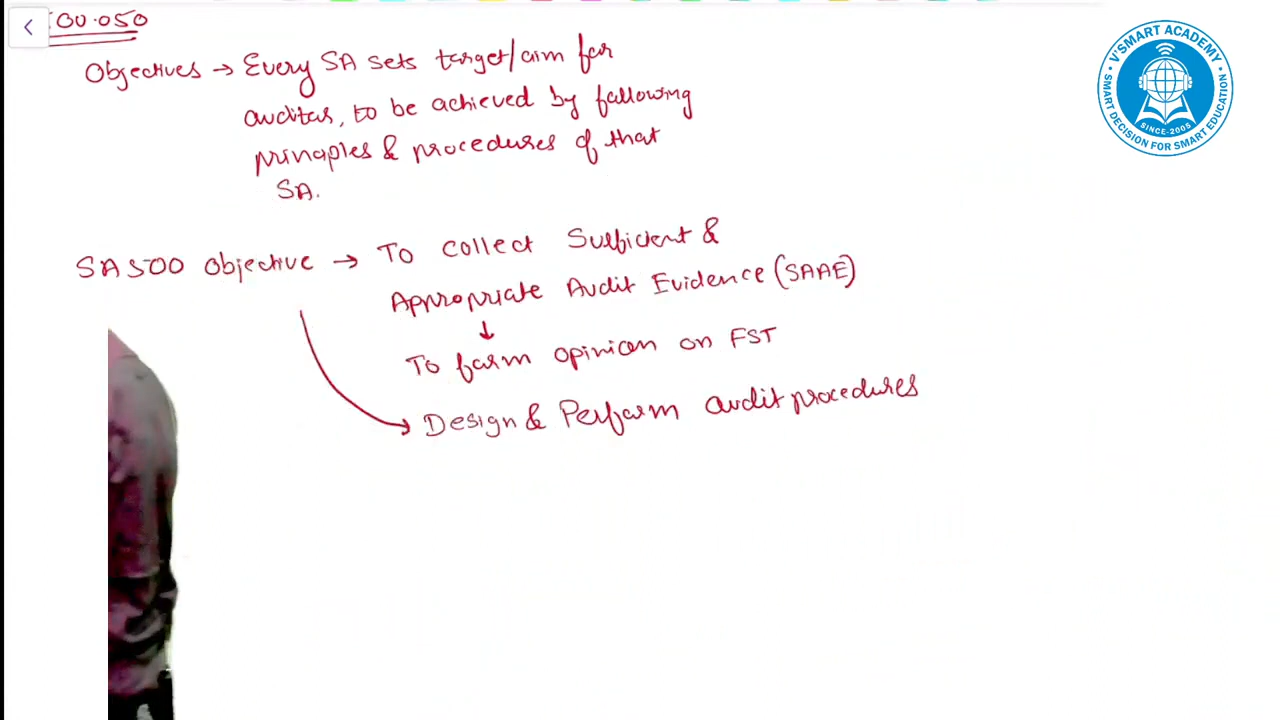 500.050
Objectives → Every SA sets target/aim for
auditor, to be achieved by following
prinaples & procedures of that
SA.
SA 500 Objective → To collect Sufficient &
Appropriate Audit Evidence (SAAE)
↓
To form opinion on FST
Design & Perform audit procedures
V'SMART ACADEMY
SINCE-2005
SMART DECISION FOR SMART EDUCATION